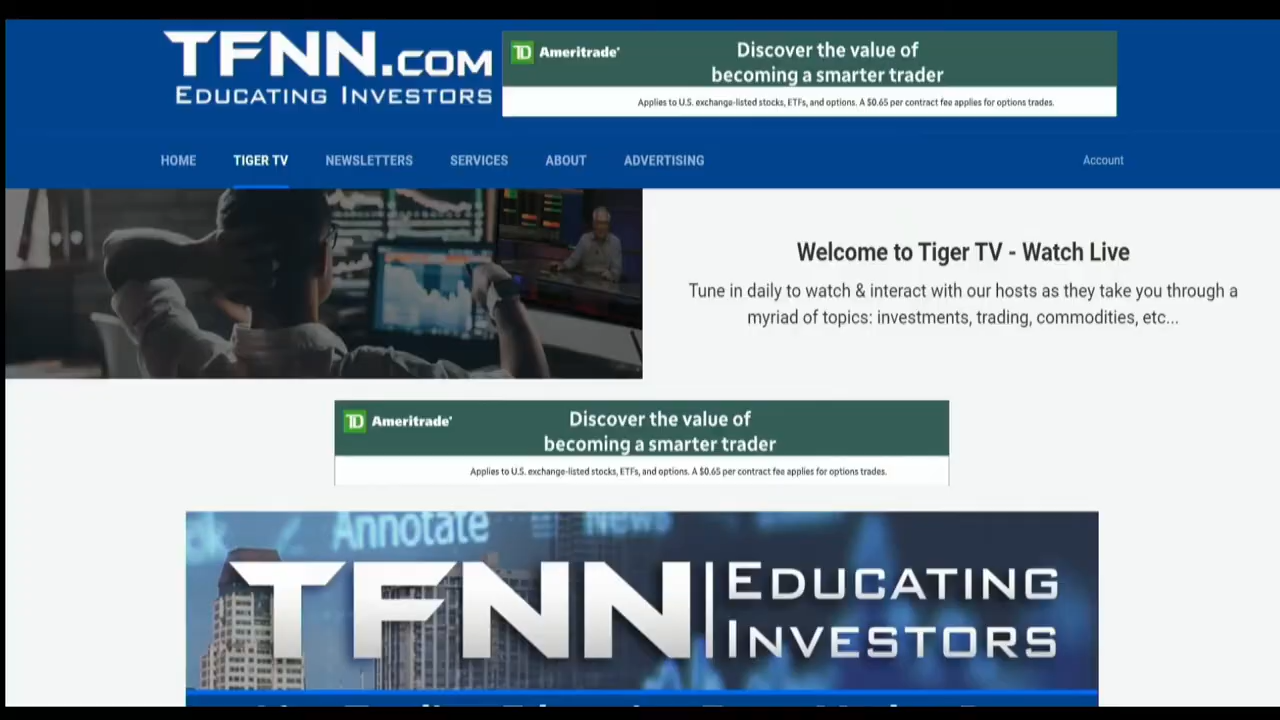 TFNN.COM
EDUCATING INVESTORS
TD Ameritrade
Discover the value of
becoming a smarter trader
Applies to U.S. exchange-listed stocks, ETFs, and options. A $0.65 per contract fee applies for options trades.
HOME TIGER TV NEWSLETTERS SERVICES ABOUT ADVERTISING Account
Welcome to Tiger TV - Watch Live
Tune in daily to watch & interact with our hosts as they take you through a
myriad of topics: investments, trading, commodities, etc...
TD Ameritrade
Discover the value of
becoming a smarter trader
Applies to U.S. exchange-listed stocks, ETFs, and options. A $0.65 per contract fee applies for options trades.
Annotate News
TFNN EDUCATING
INVESTORS